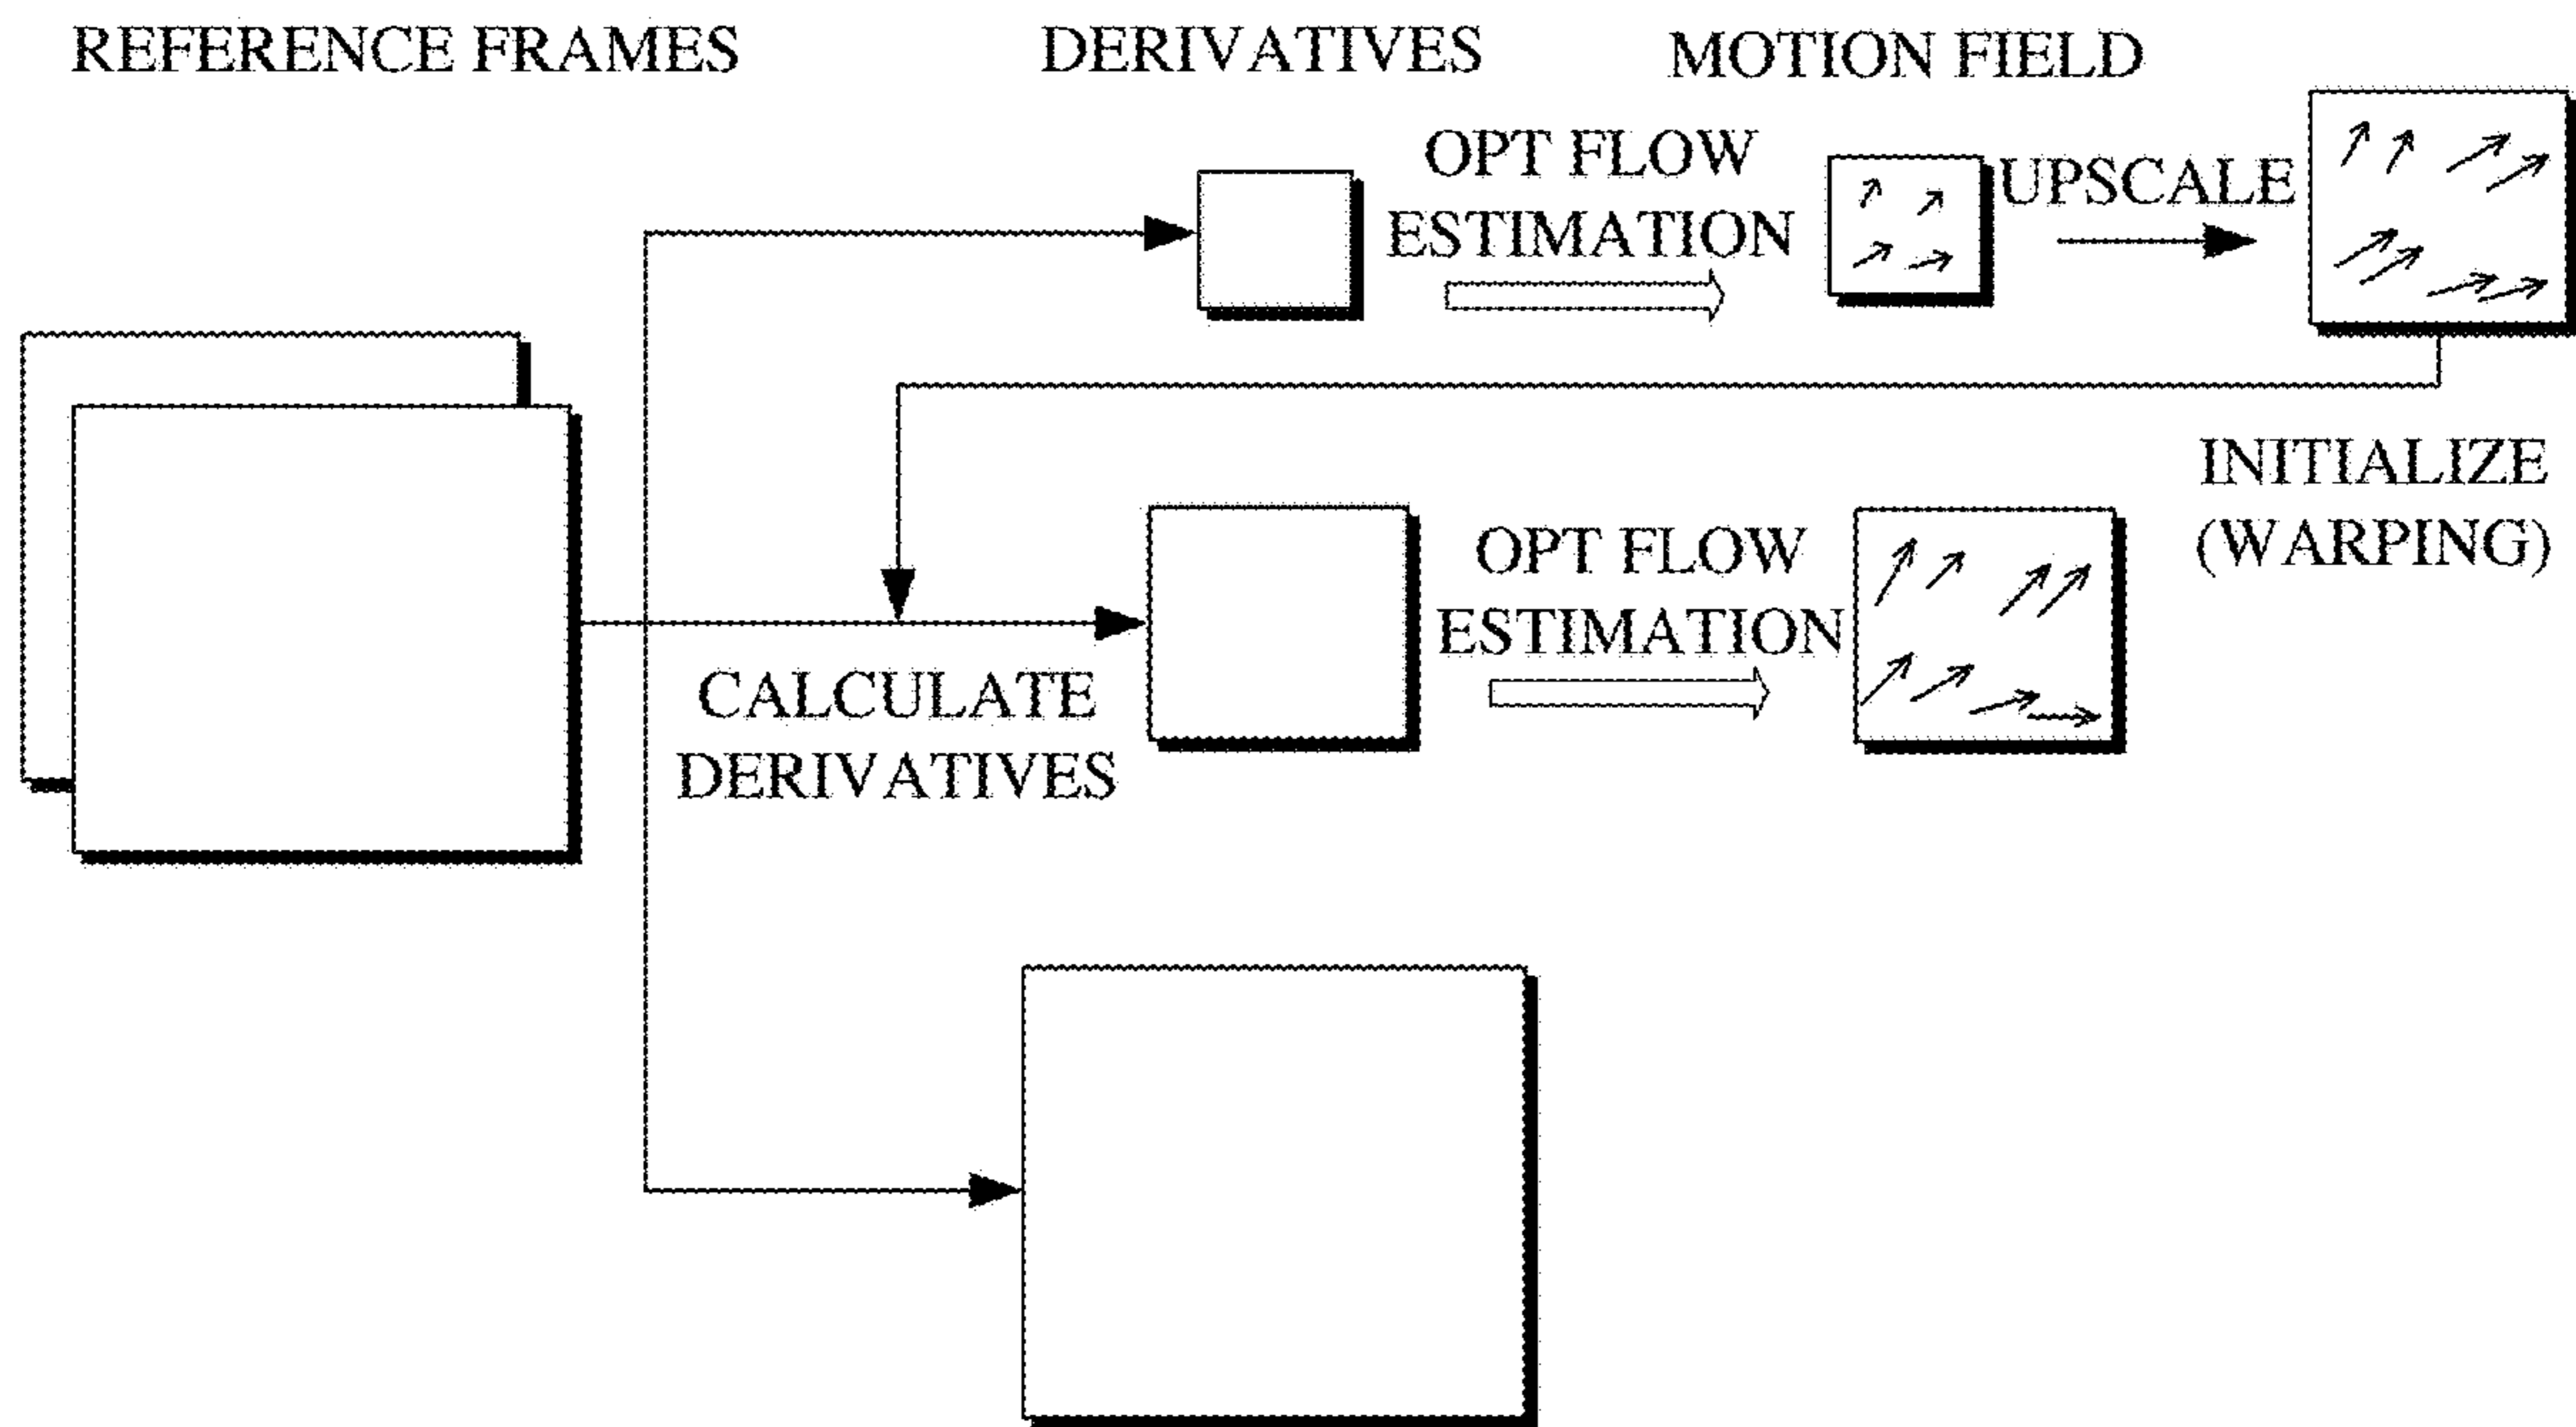 REFERENCE FRAMES
DERIVATIVES
MOTION FIELD
OPT FLOW
ESTIMATION
UPSCALE
INITIALIZE
(WARPING)
OPT FLOW
ESTIMATION
CALCULATE
DERIVATIVES